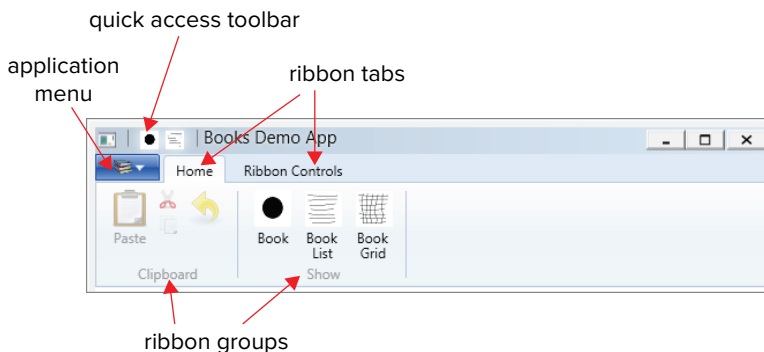 quick access toolbar
application
menu
ribbon tabs
Books Demo App
Home
Ribbon Controls
Paste
Book
Book
List
Book
Grid
Clipboard
Show
ribbon groups